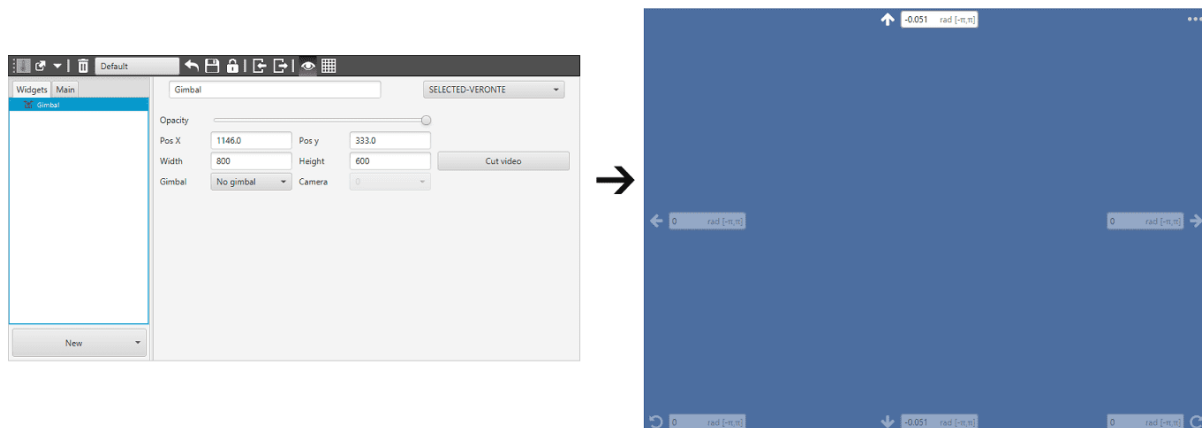 Default
Widgets Main
Gimbal
New
Gimbal SELECTED-VERONTE
Opacity
Pos X 1146.0 Pos y 333.0
Width 800 Height 600 Cut video
Gimbal No gimbal Camera 0
-0.051 rad [-π,π]
0 rad [-π,π]
0 rad [-π,π]
0 rad [-π,π]
-0.051 rad [-π,π]
0 rad [-π,π]